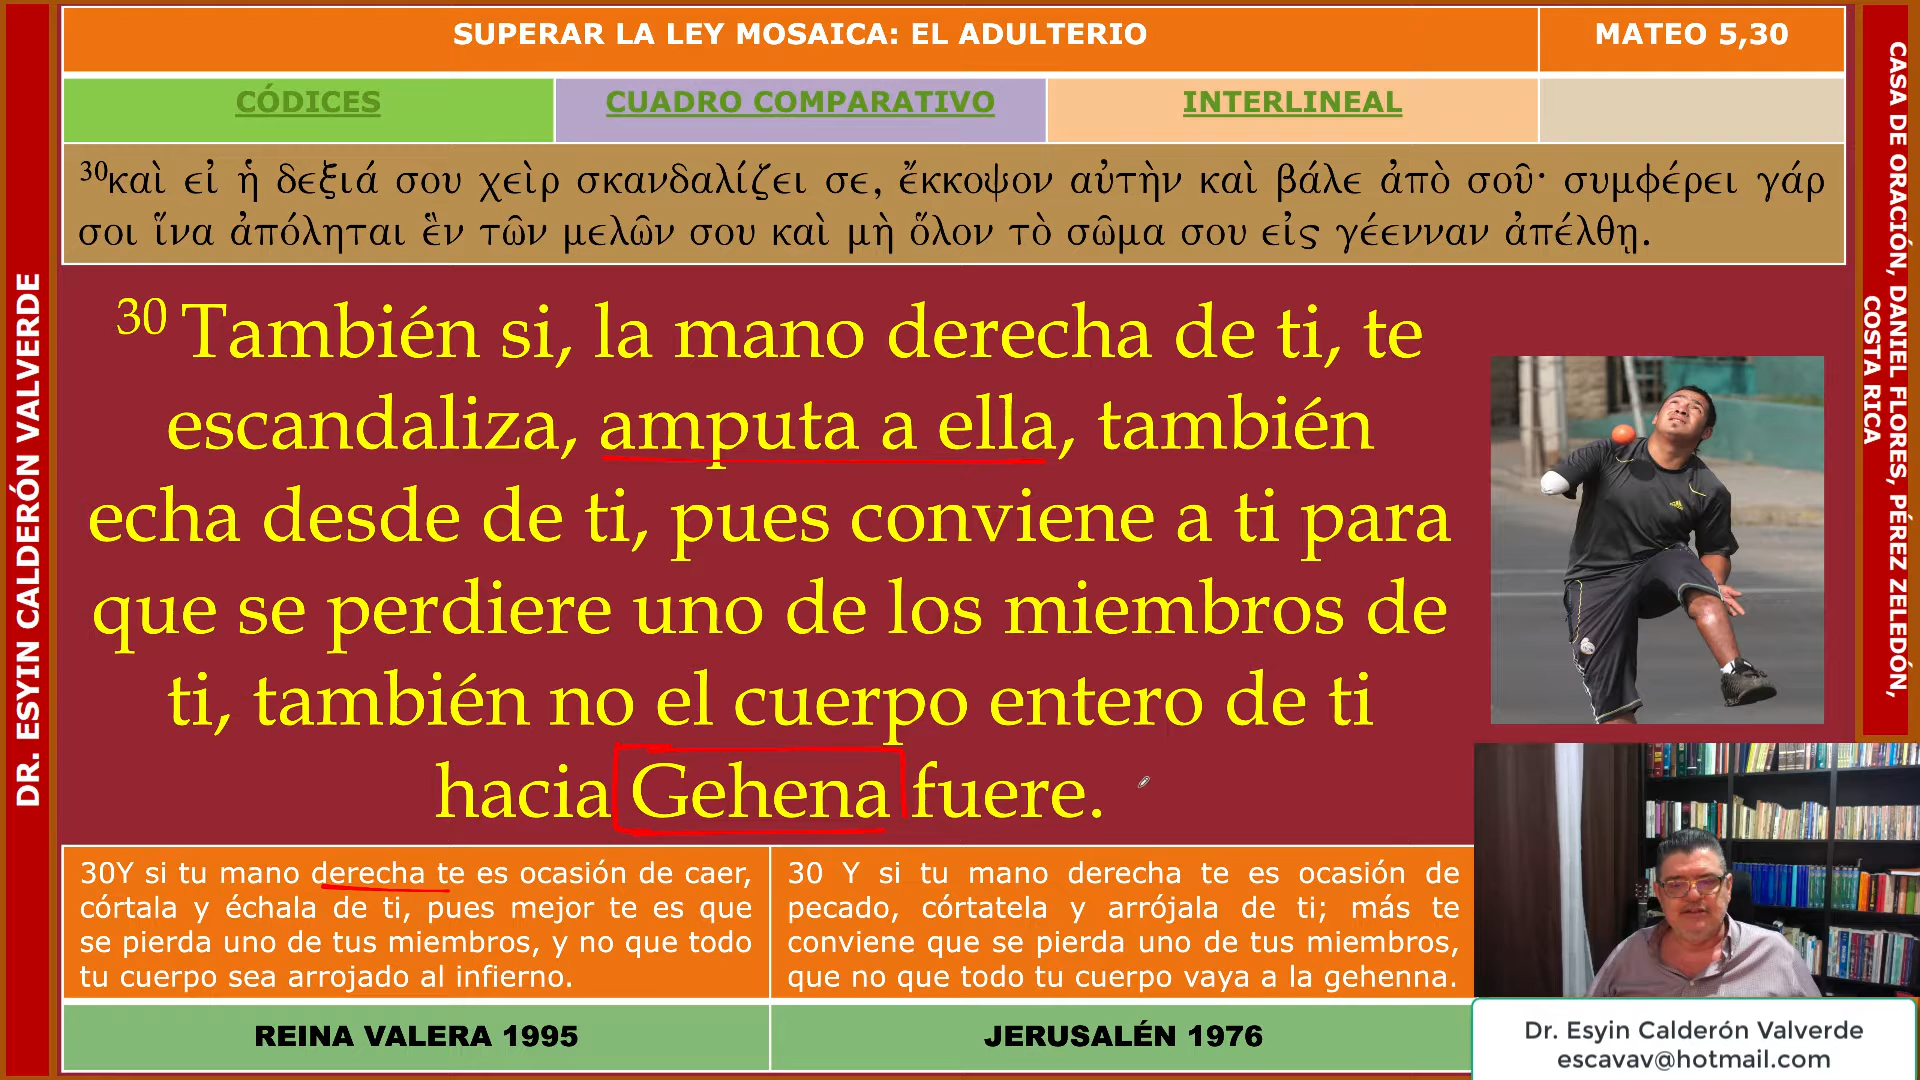 SUPERAR LA LEY MOSAICA: EL ADULTERIO
MATEO 5,30
CÓDICES
CUADRO COMPARATIVO
INTERLINEAL
30καὶ εἰ ἡ δεξιά σου χεὶρ σκανδαλίζει σε, ἔκκοψον αὐτὴν καὶ βάλε ἀπὸ σοῦ· συμφέρει γάρ
σοι ἵνα ἀπόληται ἓν τῶν μελῶν σου καὶ μὴ ὅλον τὸ σῶμα σου εἰς γέενναν ἀπέλθῃ.
30 También si, la mano derecha de ti, te
escandaliza, amputa a ella, también
echa desde de ti, pues conviene a ti para
que se perdiere uno de los miembros de
ti, también no el cuerpo entero de ti
hacia Gehena fuere.
30Y si tu mano derecha te es ocasión de caer,
córtala y échala de ti, pues mejor te es que
se pierda uno de tus miembros, y no que todo
tu cuerpo sea arrojado al infierno.
30 Y si tu mano derecha te es ocasión de
pecado, córtatela y arrójala de ti; más te
conviene que se pierda uno de tus miembros,
que no que todo tu cuerpo vaya a la gehenna.
REINA VALERA 1995
JERUSALÉN 1976
DR. ESYIN CALDERÓN VALVERDE
CASA DE ORACIÓN, DANIEL FLORES, PÉREZ ZELEDÓN,
COSTA RICA
Dr. Esyin Calderón Valverde
escavav@hotmail.com